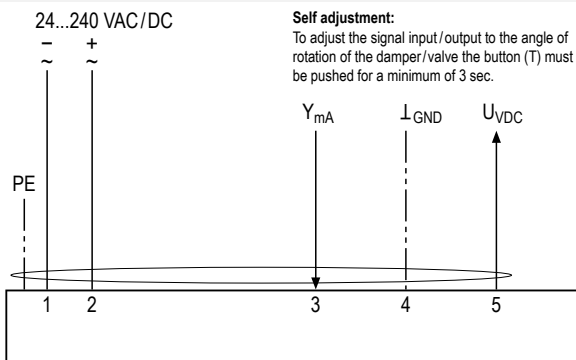 24...240 VAC/DC
− +
~ ~
Self adjustment:
To adjust the signal input/output to the angle of
rotation of the damper/valve the button (T) must
be pushed for a minimum of 3 sec.
YmA ⊥GND UVDC
PE
1 2 3 4 5